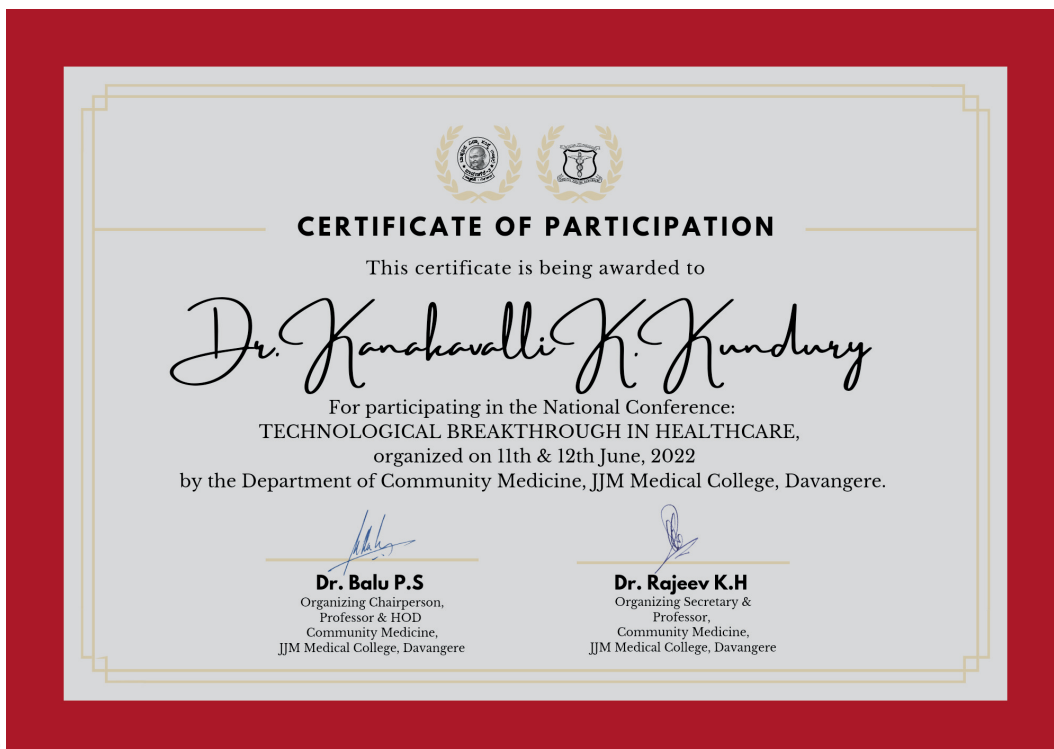 CERTIFICATE OF PARTICIPATION
This certificate is being awarded to
Dr. Kanakavalli K. Kundury
For participating in the National Conference:
TECHNOLOGICAL BREAKTHROUGH IN HEALTHCARE,
organized on 11th & 12th June, 2022
by the Department of Community Medicine, JJM Medical College, Davangere.
Dr. Balu P.S
Organizing Chairperson,
Professor & HOD
Community Medicine,
JJM Medical College, Davangere
Dr. Rajeev K.H
Organizing Secretary &
Professor,
Community Medicine,
JJM Medical College, Davangere